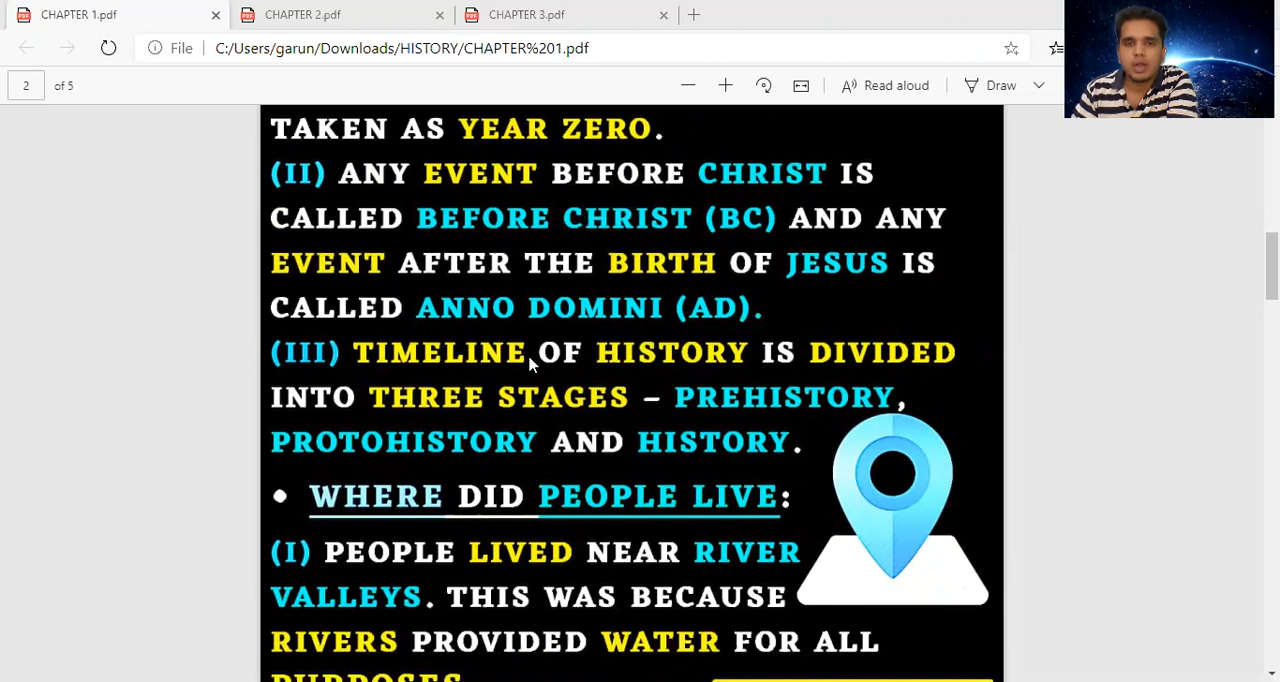 CHAPTER 1.pdf
CHAPTER 2.pdf
CHAPTER 3.pdf
File
C:/Users/garun/Downloads/HISTORY/CHAPTER%201.pdf
2 of 5
Read aloud
Draw
TAKEN AS YEAR ZERO.
(II) ANY EVENT BEFORE CHRIST IS
CALLED BEFORE CHRIST (BC) AND ANY
EVENT AFTER THE BIRTH OF JESUS IS
CALLED ANNO DOMINI (AD).
(III) TIMELINE OF HISTORY IS DIVIDED
INTO THREE STAGES – PREHISTORY,
PROTOHISTORY AND HISTORY.
• WHERE DID PEOPLE LIVE:
(I) PEOPLE LIVED NEAR RIVER
VALLEYS. THIS WAS BECAUSE
RIVERS PROVIDED WATER FOR ALL
PURPOSES